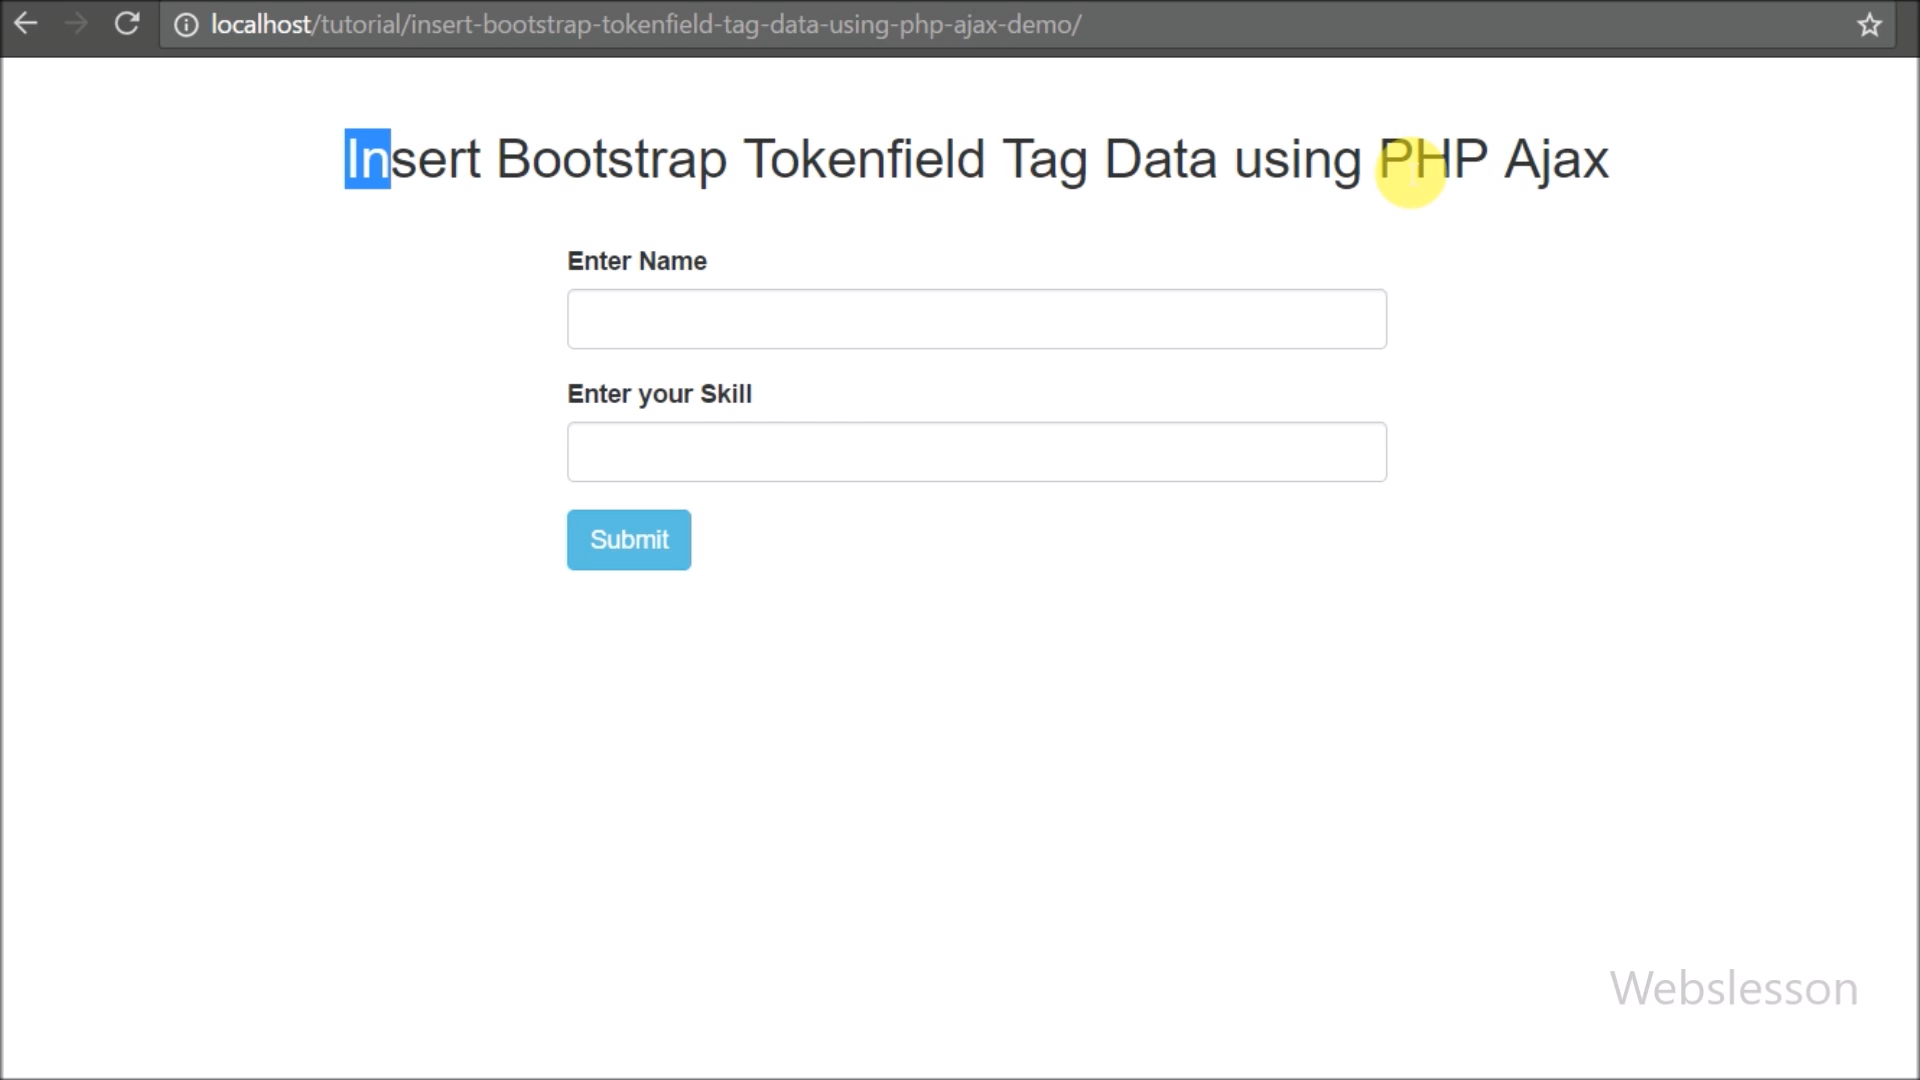 localhost/tutorial/insert-bootstrap-tokenfield-tag-data-using-php-ajax-demo/
Insert Bootstrap Tokenfield Tag Data using PHP Ajax
Enter Name
Enter your Skill
Submit
Webslesson